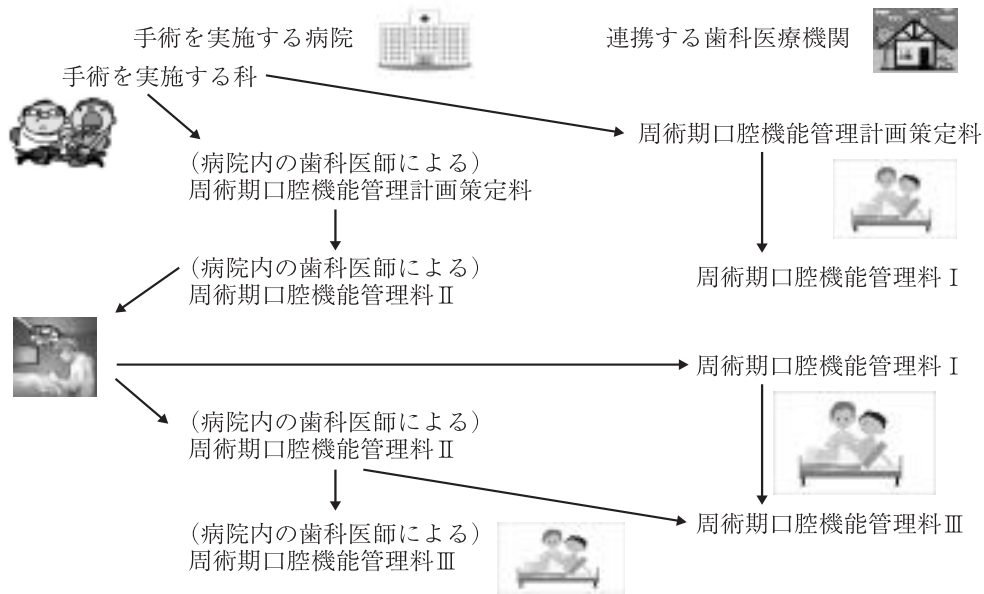 手術を実施する病院
連携する歯科医療機関
手術を実施する科
周術期口腔機能管理計画策定料
（病院内の歯科医師による）
周術期口腔機能管理計画策定料
（病院内の歯科医師による）
周術期口腔機能管理料Ⅱ
周術期口腔機能管理料Ⅰ
周術期口腔機能管理料Ⅰ
（病院内の歯科医師による）
周術期口腔機能管理料Ⅱ
周術期口腔機能管理料Ⅲ
（病院内の歯科医師による）
周術期口腔機能管理料Ⅲ